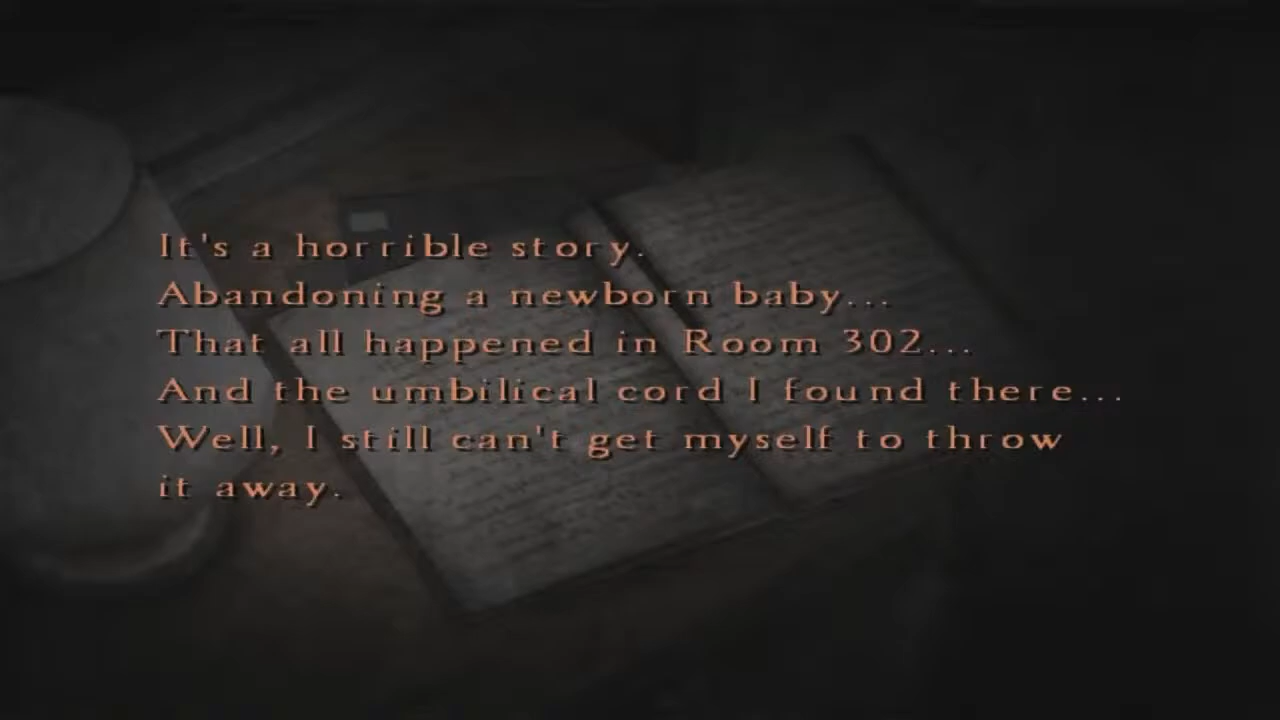 It's a horrible story.
Abandoning a newborn baby...
That all happened in Room 302...
And the umbilical cord I found there...
Well, I still can't get myself to throw
it away.